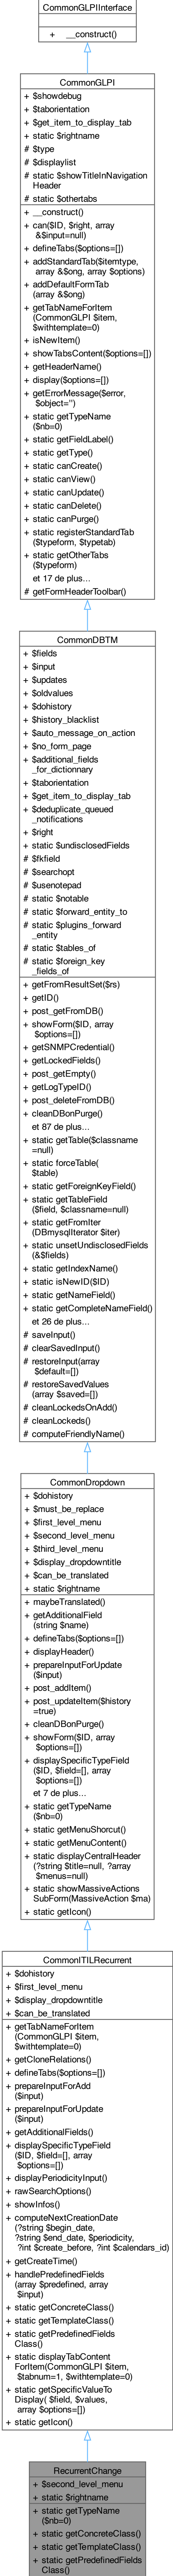 CommonGLPIInterface
+ __construct()
CommonGLPI
+ $showdebug
+ $taborientation
+ $get_item_to_display_tab
+ static $rightname
# $type
# $displaylist
# static $showTitleInNavigation
Header
# static $othertabs
+ __construct()
+ can($ID, $right, array
&$input=null)
+ defineTabs($options=[])
+ addStandardTab($itemtype,
array &$ong, array $options)
+ addDefaultFormTab
(array &$ong)
+ getTabNameForItem
(CommonGLPI $item,
$withtemplate=0)
+ isNewItem()
+ showTabsContent($options=[])
+ getHeaderName()
+ display($options=[])
+ getErrorMessage($error,
$object='')
+ static getTypeName
($nb=0)
+ static getFieldLabel()
+ static getType()
+ static canCreate()
+ static canView()
+ static canUpdate()
+ static canDelete()
+ static canPurge()
+ static registerStandardTab
($typeform, $typetab)
+ static getOtherTabs
($typeform)
et 17 de plus...
# getFormHeaderToolbar()
CommonDBTM
+ $fields
+ $input
+ $updates
+ $oldvalues
+ $dohistory
+ $history_blacklist
+ $auto_message_on_action
+ $no_form_page
+ $additional_fields
_for_dictionnary
+ $taborientation
+ $get_item_to_display_tab
+ $deduplicate_queued
_notifications
+ $right
+ static $undisclosedFields
# $fkfield
# $searchopt
# $usenotepad
# static $notable
# static $forward_entity_to
# static $plugins_forward
_entity
# static $tables_of
# static $foreign_key
_fields_of
+ getFromResultSet($rs)
+ getID()
+ post_getFromDB()
+ showForm($ID, array
$options=[])
+ getSNMPCredential()
+ getLockedFields()
+ post_getEmpty()
+ getLogTypeID()
+ post_deleteFromDB()
+ cleanDBonPurge()
et 87 de plus...
+ static getTable($classname
=null)
+ static forceTable(
$table)
+ static getForeignKeyField()
+ static getTableField
($field, $classname=null)
+ static getFromIter
(DBmysqlIterator $iter)
+ static unsetUndisclosedFields
(&$fields)
+ static getIndexName()
+ static isNewID($ID)
+ static getNameField()
+ static getCompleteNameField()
et 26 de plus...
# saveInput()
# clearSavedInput()
# restoreInput(array
$default=[])
# restoreSavedValues
(array $saved=[])
# cleanLockedsOnAdd()
# cleanLockeds()
# computeFriendlyName()
CommonDropdown
+ $dohistory
+ $must_be_replace
+ $first_level_menu
+ $second_level_menu
+ $third_level_menu
+ $display_dropdowntitle
+ $can_be_translated
+ static $rightname
+ maybeTranslated()
+ getAdditionalField
(string $name)
+ defineTabs($options=[])
+ displayHeader()
+ prepareInputForUpdate
($input)
+ post_addItem()
+ post_updateItem($history
=true)
+ cleanDBonPurge()
+ showForm($ID, array
$options=[])
+ displaySpecificTypeField
($ID, $field=[], array
$options=[])
et 7 de plus...
+ static getTypeName
($nb=0)
+ static getMenuShorcut()
+ static getMenuContent()
+ static displayCentralHeader
(?string $title=null, ?array
$menus=null)
+ static showMassiveActions
SubForm(MassiveAction $ma)
+ static getIcon()
CommonITILRecurrent
+ $dohistory
+ $first_level_menu
+ $display_dropdowntitle
+ $can_be_translated
+ getTabNameForItem
(CommonGLPI $item,
$withtemplate=0)
+ getCloneRelations()
+ defineTabs($options=[])
+ prepareInputForAdd
($input)
+ prepareInputForUpdate
($input)
+ getAdditionalFields()
+ displaySpecificTypeField
($ID, $field=[], array
$options=[])
+ displayPeriodicityInput()
+ rawSearchOptions()
+ showInfos()
+ computeNextCreationDate
(?string $begin_date,
?string $end_date, $periodicity,
?int $create_before, ?int $calendars_id)
+ getCreateTime()
+ handlePredefinedFields
(array $predefined, array
$input)
+ static getConcreteClass()
+ static getTemplateClass()
+ static getPredefinedFields
Class()
+ static displayTabContent
ForItem(CommonGLPI $item,
$tabnum=1, $withtemplate=0)
+ static getSpecificValueTo
Display( $field, $values,
array $options=[])
+ static getIcon()
RecurrentChange
+ $second_level_menu
+ static $rightname
+ static getTypeName
($nb=0)
+ static getConcreteClass()
+ static getTemplateClass()
+ static getPredefinedFields
Class()